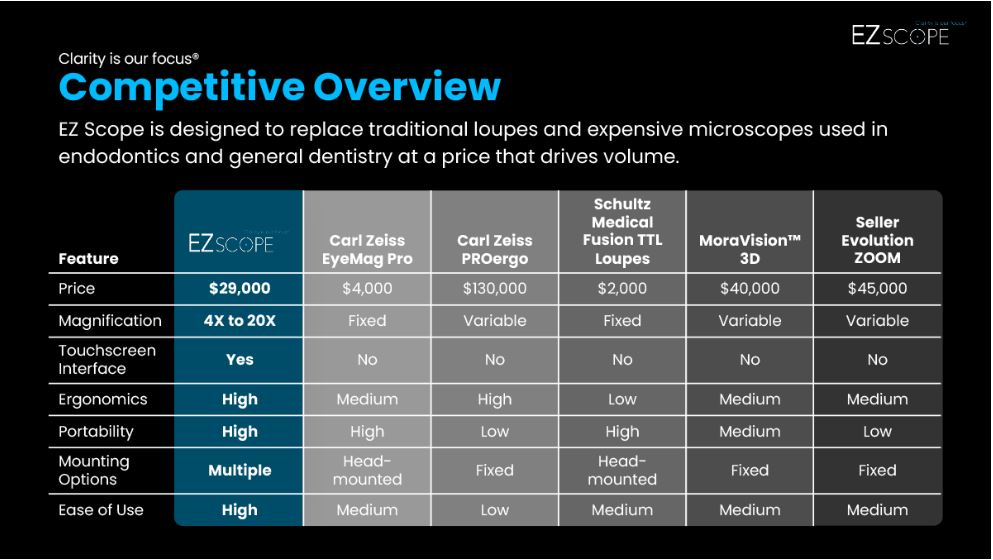 EZSCOPE
Clarity is our focus®
Competitive Overview
EZ Scope is designed to replace traditional loupes and expensive microscopes used in
endodontics and general dentistry at a price that drives volume.
Feature EZSCOPE Carl Zeiss EyeMag Pro Carl Zeiss PROergo Schultz Medical Fusion TTL Loupes MoraVision™ 3D Seller Evolution ZOOM
Price $29,000 $4,000 $130,000 $2,000 $40,000 $45,000
Magnification 4X to 20X Fixed Variable Fixed Variable Variable
Touchscreen Interface Yes No No No No No
Ergonomics High Medium High Low Medium Medium
Portability High High Low High Medium Low
Mounting Options Multiple Head-mounted Fixed Head-mounted Fixed Fixed
Ease of Use High Medium Low Medium Medium Medium